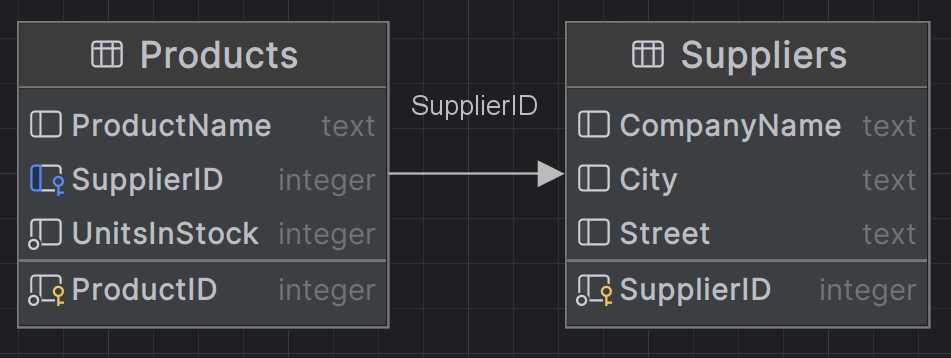 Products
ProductName text
SupplierID integer
UnitsInStock integer
ProductID integer
SupplierID
Suppliers
CompanyName text
City text
Street text
SupplierID integer